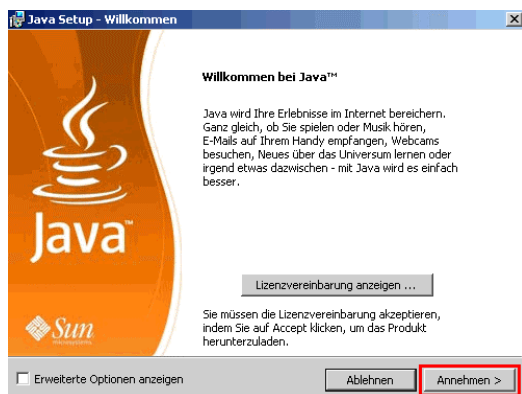 Java Setup - Willkommen
Willkommen bei Java™
Java wird Ihre Erlebnisse im Internet bereichern.
Ganz gleich, ob Sie spielen oder Musik hören,
E-Mails auf Ihrem Handy empfangen, Webcams
besuchen, Neues über das Universum lernen oder
irgend etwas dazwischen - mit Java wird es einfach
besser.
Java™
Lizenzvereinbarung anzeigen ...
Sie müssen die Lizenzvereinbarung akzeptieren,
indem Sie auf Accept klicken, um das Produkt
herunterzuladen.
Sun
microsystems
Erweiterte Optionen anzeigen
Ablehnen
Annehmen >